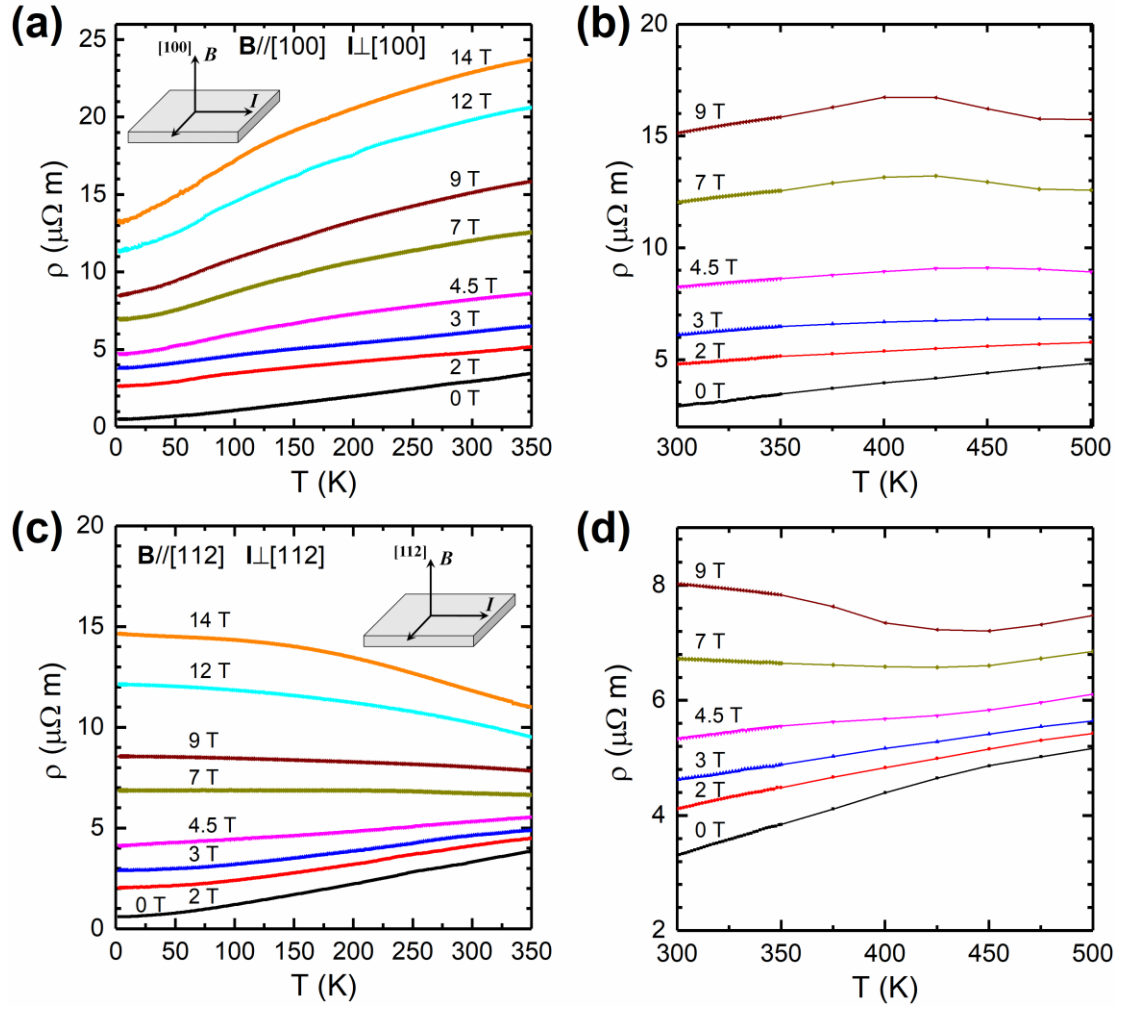 (a)
25
20
15
10
5
0
ρ (μΩ m)
[100]
B
I
B//[100] I⊥[100]
14 T
12 T
9 T
7 T
4.5 T
3 T
2 T
0 T
0 50 100 150 200 250 300 350
T (K)
(b)
20
15
10
5
9 T
7 T
4.5 T
3 T
2 T
0 T
300 350 400 450 500
T (K)
(c)
20
15
10
5
0
ρ (μΩ m)
B//[112] I⊥[112]
[112]
B
I
14 T
12 T
9 T
7 T
4.5 T
3 T
0 T 2 T
0 50 100 150 200 250 300 350
T (K)
(d)
8
6
4
2
ρ (μΩ m)
9 T
7 T
4.5 T
3 T
2 T
0 T
300 350 400 450 500
T (K)